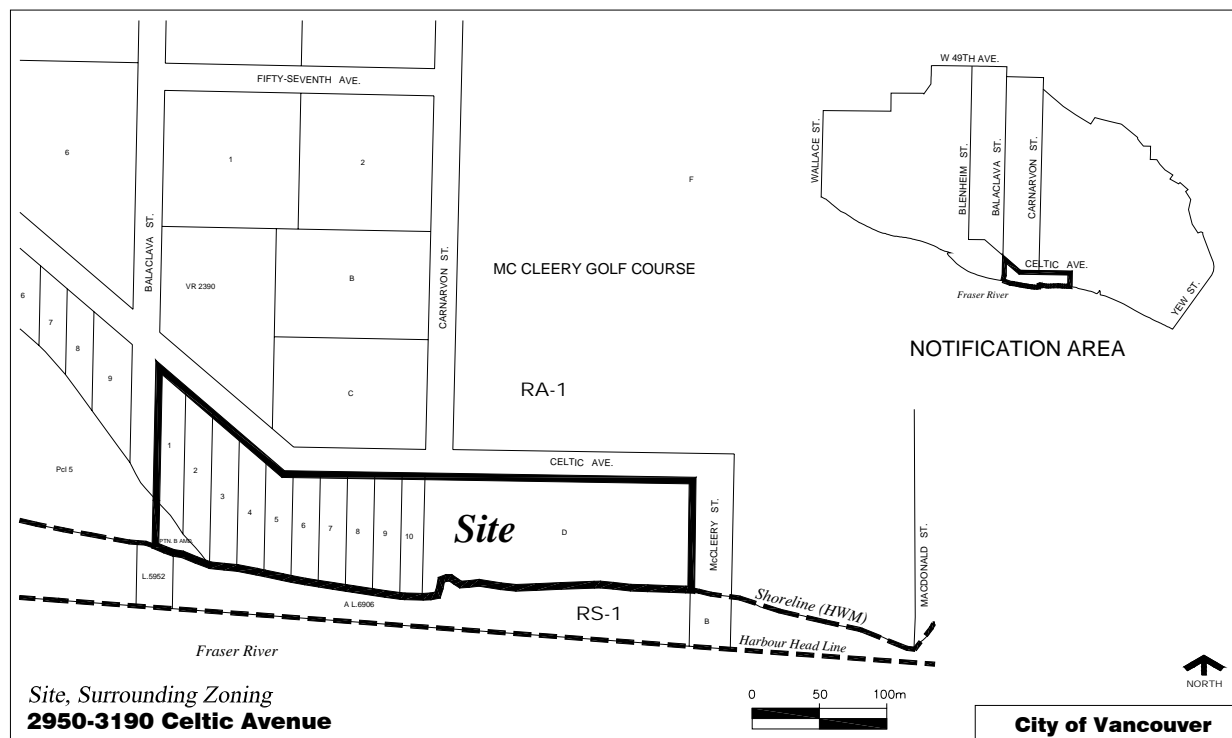 FIFTY-SEVENTH AVE.
6
1
2
F
BALACLAVA ST.
CARNARVON ST.
MC CLEERY GOLF COURSE
VR 2390
B
C
RA-1
6
7
8
9
Pcl 5
CELTIC AVE.
1
2
3
4
5
6
7
8
9
10
Site
D
McCLEERY ST.
MACDONALD ST.
PTN. B AMD.
L.5952
A L.6906
RS-1
B
Shoreline (HWM)
Harbour Head Line
Fraser River
W 49TH AVE.
WALLACE ST.
BLENHEIM ST.
BALACLAVA ST.
CARNARVON ST.
CELTIC AVE.
YEW ST.
Fraser River
NOTIFICATION AREA
NORTH
Site, Surrounding Zoning
2950-3190 Celtic Avenue
0 50 100m
City of Vancouver